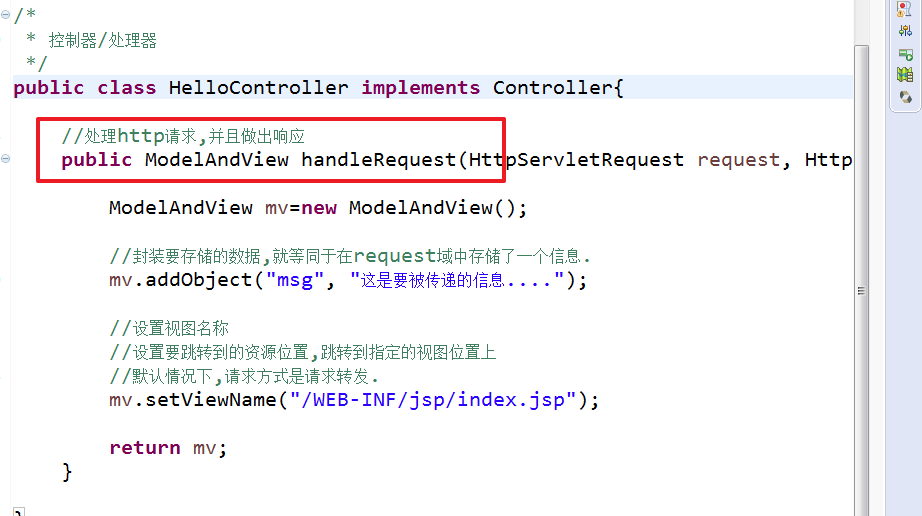 /*
 * 控制器/处理器
 */
public class HelloController implements Controller{
//处理http请求,并且做出响应
public ModelAndView handleRequest(HttpServletRequest request, Http
ModelAndView mv=new ModelAndView();
//封装要存储的数据,就等同于在request域中存储了一个信息.
mv.addObject("msg", "这是要被传递的信息....");
//设置视图名称
//设置要跳转到的资源位置,跳转到指定的视图位置上
//默认情况下,请求方式是请求转发.
mv.setViewName("/WEB-INF/jsp/index.jsp");
return mv;
}
}